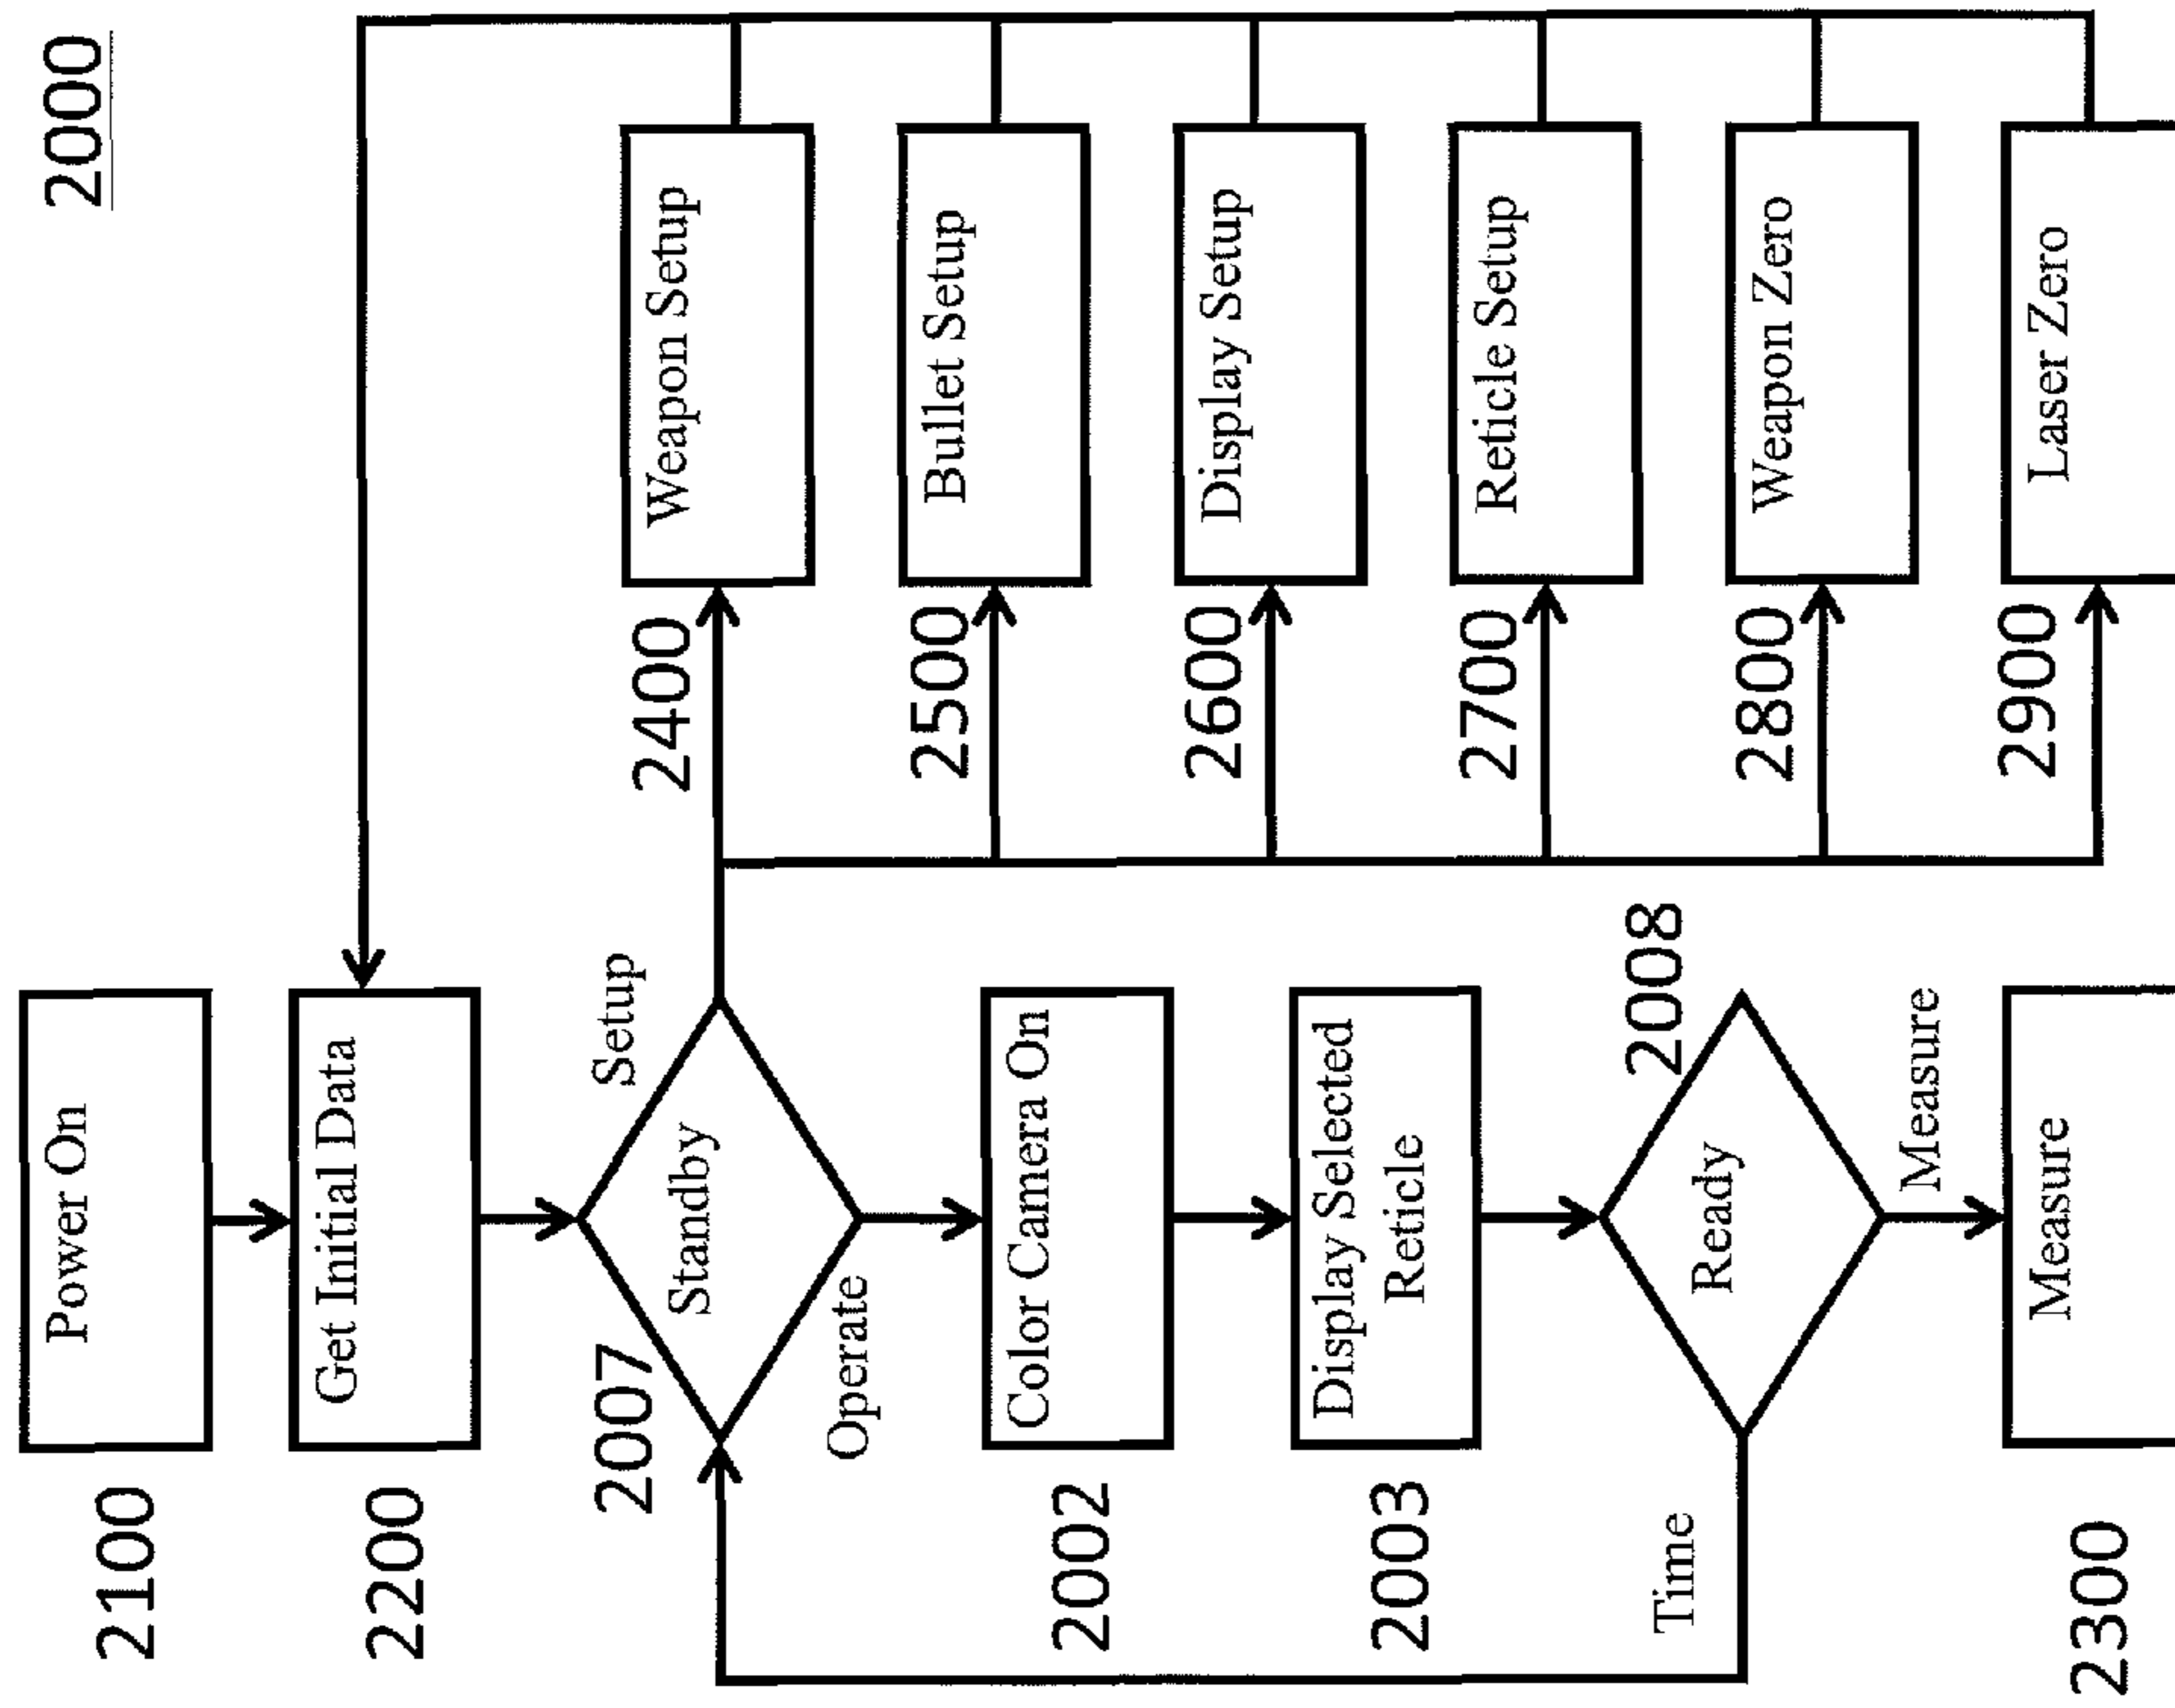 2000
2100
Power On
2200
Get Initial Data
2007
Standby
Setup
Operate
2400
Weapon Setup
2500
Bullet Setup
2600
Display Setup
2700
Reticle Setup
2800
Weapon Zero
2900
Laser Zero
2002
Color Camera On
2003
Display Selected
Reticle
2008
Ready
Time
Measure
2300
Measure